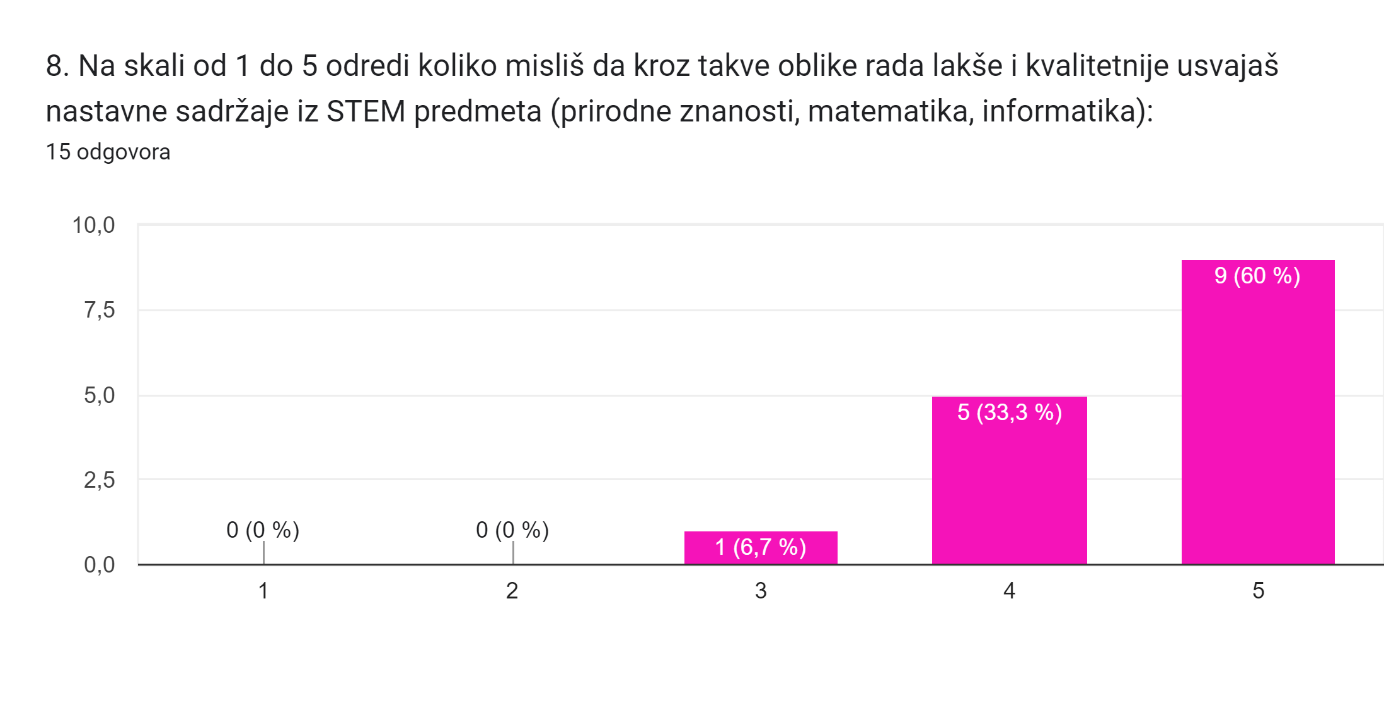 8. Na skali od 1 do 5 odredi koliko misliš da kroz takve oblike rada lakše i kvalitetnije usvajaš
nastavne sadržaje iz STEM predmeta (prirodne znanosti, matematika, informatika):
15 odgovora
10,0
7,5
5,0
2,5
0,0
0 (0 %)
0 (0 %)
1 (6,7 %)
5 (33,3 %)
9 (60 %)
1
2
3
4
5